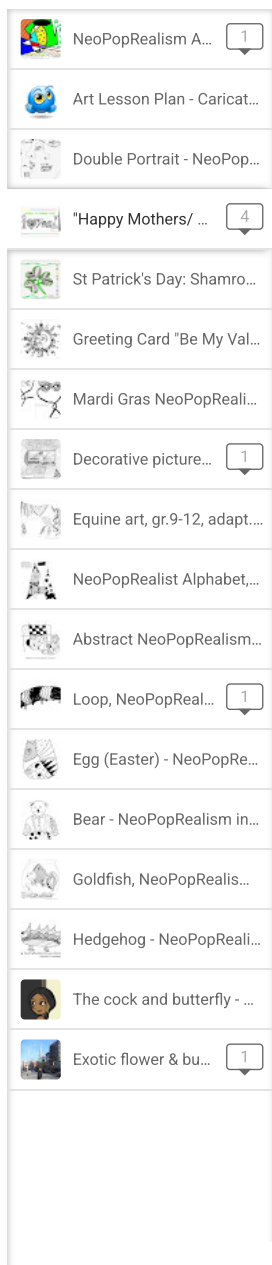 NeoPopRealism A... 1
Art Lesson Plan - Caricat...
Double Portrait - NeoPop...
"Happy Mothers/ ... 4
St Patrick's Day: Shamro...
Greeting Card "Be My Val...
Mardi Gras NeoPopReali...
Decorative picture... 1
Equine art, gr.9-12, adapt....
NeoPopRealist Alphabet,...
Abstract NeoPopRealism...
Loop, NeoPopReal... 1
Egg (Easter) - NeoPopRe...
Bear - NeoPopRealism in...
Goldfish, NeoPopRealis...
Hedgehog - NeoPopReali...
The cock and butterfly - ...
Exotic flower & bu... 1